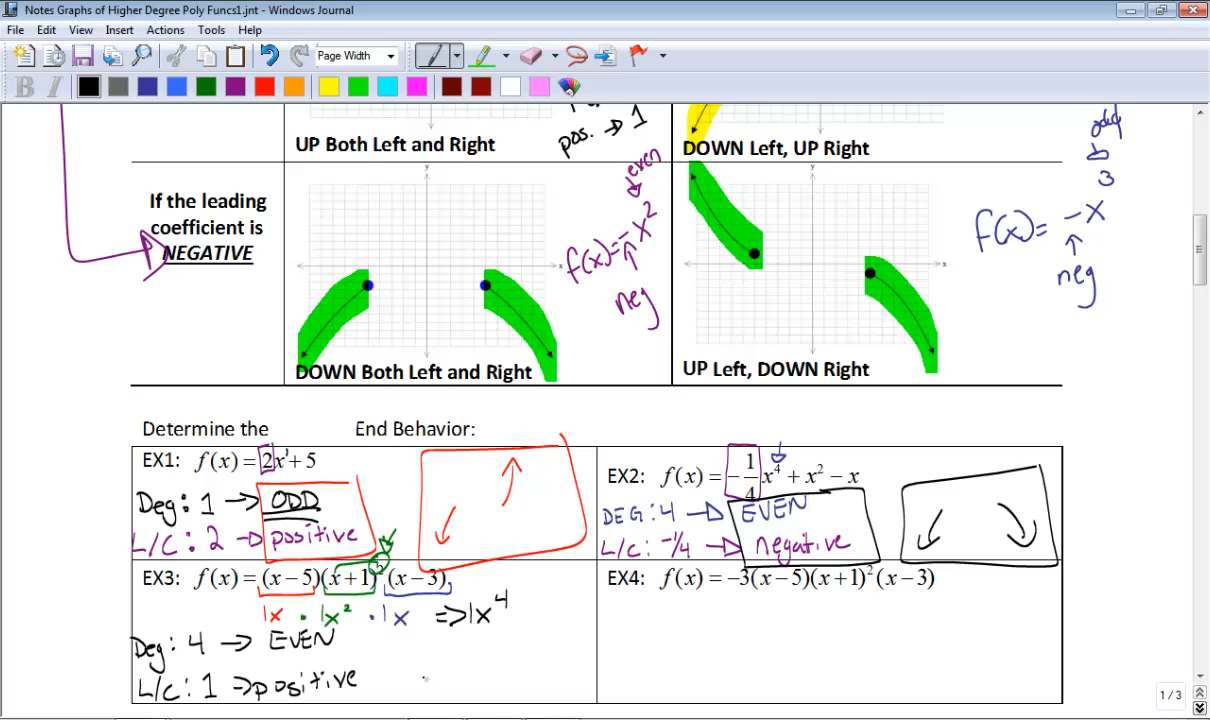 Notes Graphs of Higher Degree Poly Funcs1.jnt - Windows Journal
File Edit View Insert Actions Tools Help
Page Width
B I
pos. → 1
UP Both Left and Right
DOWN Left, UP Right
odd
3
f(x) = -x
neg
If the leading
coefficient is
NEGATIVE
even
f(x) = -x²
neg
y
x
y
x
DOWN Both Left and Right
UP Left, DOWN Right
Determine the End Behavior:
EX1: f(x) = 2x¹ + 5
Deg: 1 → ODD
L/C: 2 → positive
EX2: f(x) = -1/4 x⁴ + x² - x
DEG: 4 → EVEN
L/C: -1/4 → negative
EX3: f(x) = (x - 5)(x + 1)² (x - 3)
1x · 1x² · 1x ⇒ 1x⁴
Deg: 4 → EVEN
L/C: 1 ⇒ positive
EX4: f(x) = -3(x - 5)(x + 1)² (x - 3)
1 / 3